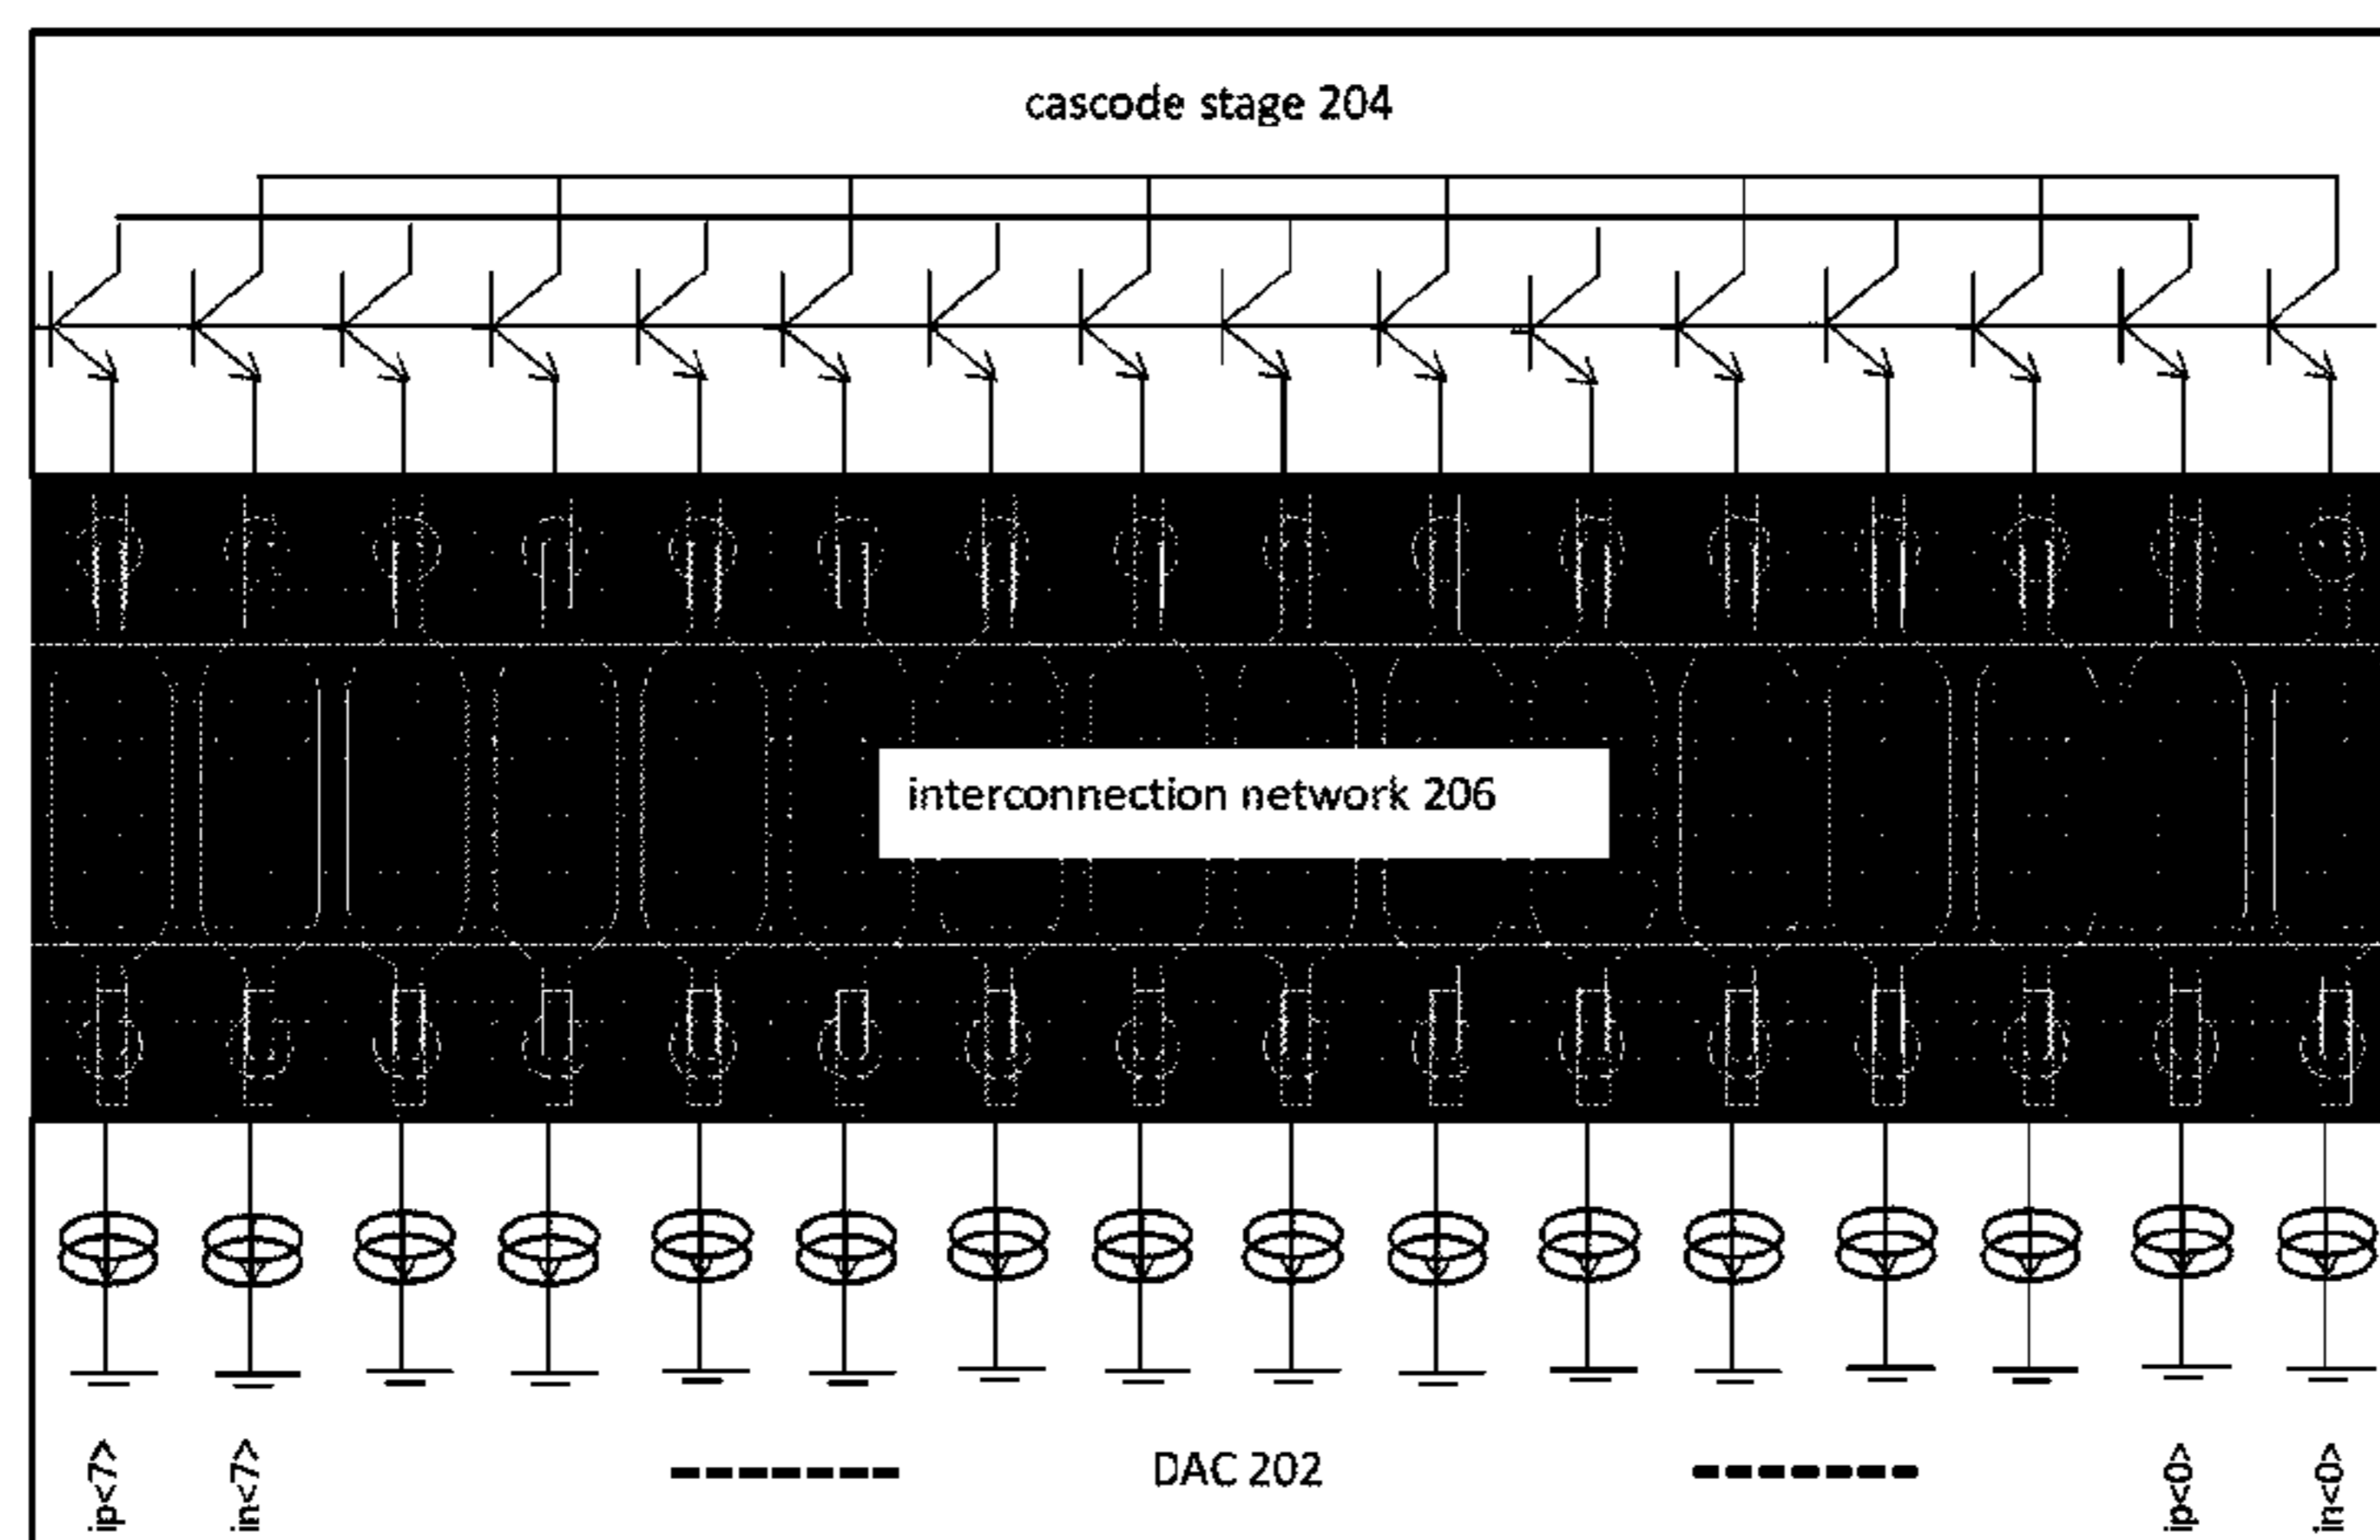 cascode stage 204
interconnection network 206
ip<7>
in<7>
DAC 202
ip<0>
in<0>